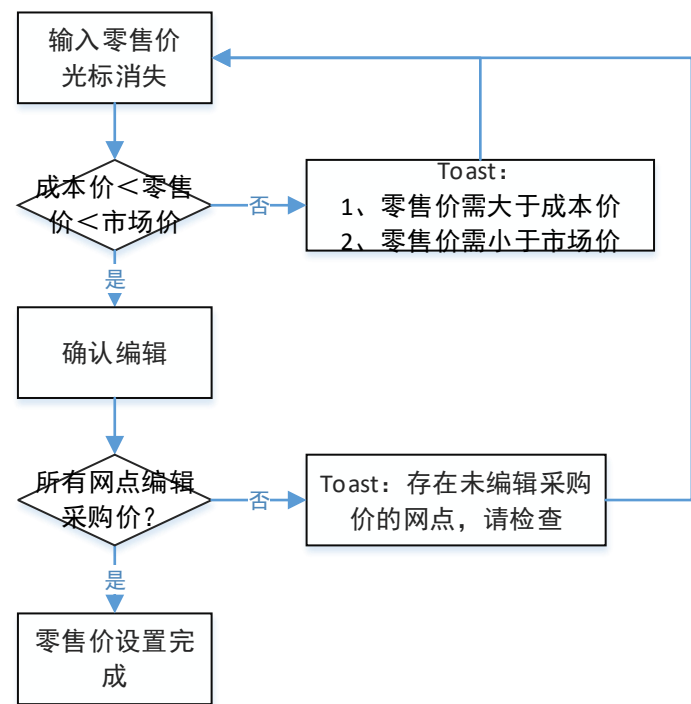 输入零售价
光标消失
成本价＜零售
价＜市场价
否
Toast：
1、零售价需大于成本价
2、零售价需小于市场价
是
确认编辑
所有网点编辑
采购价？
否
Toast：存在未编辑采购
价的网点，请检查
是
零售价设置完
成